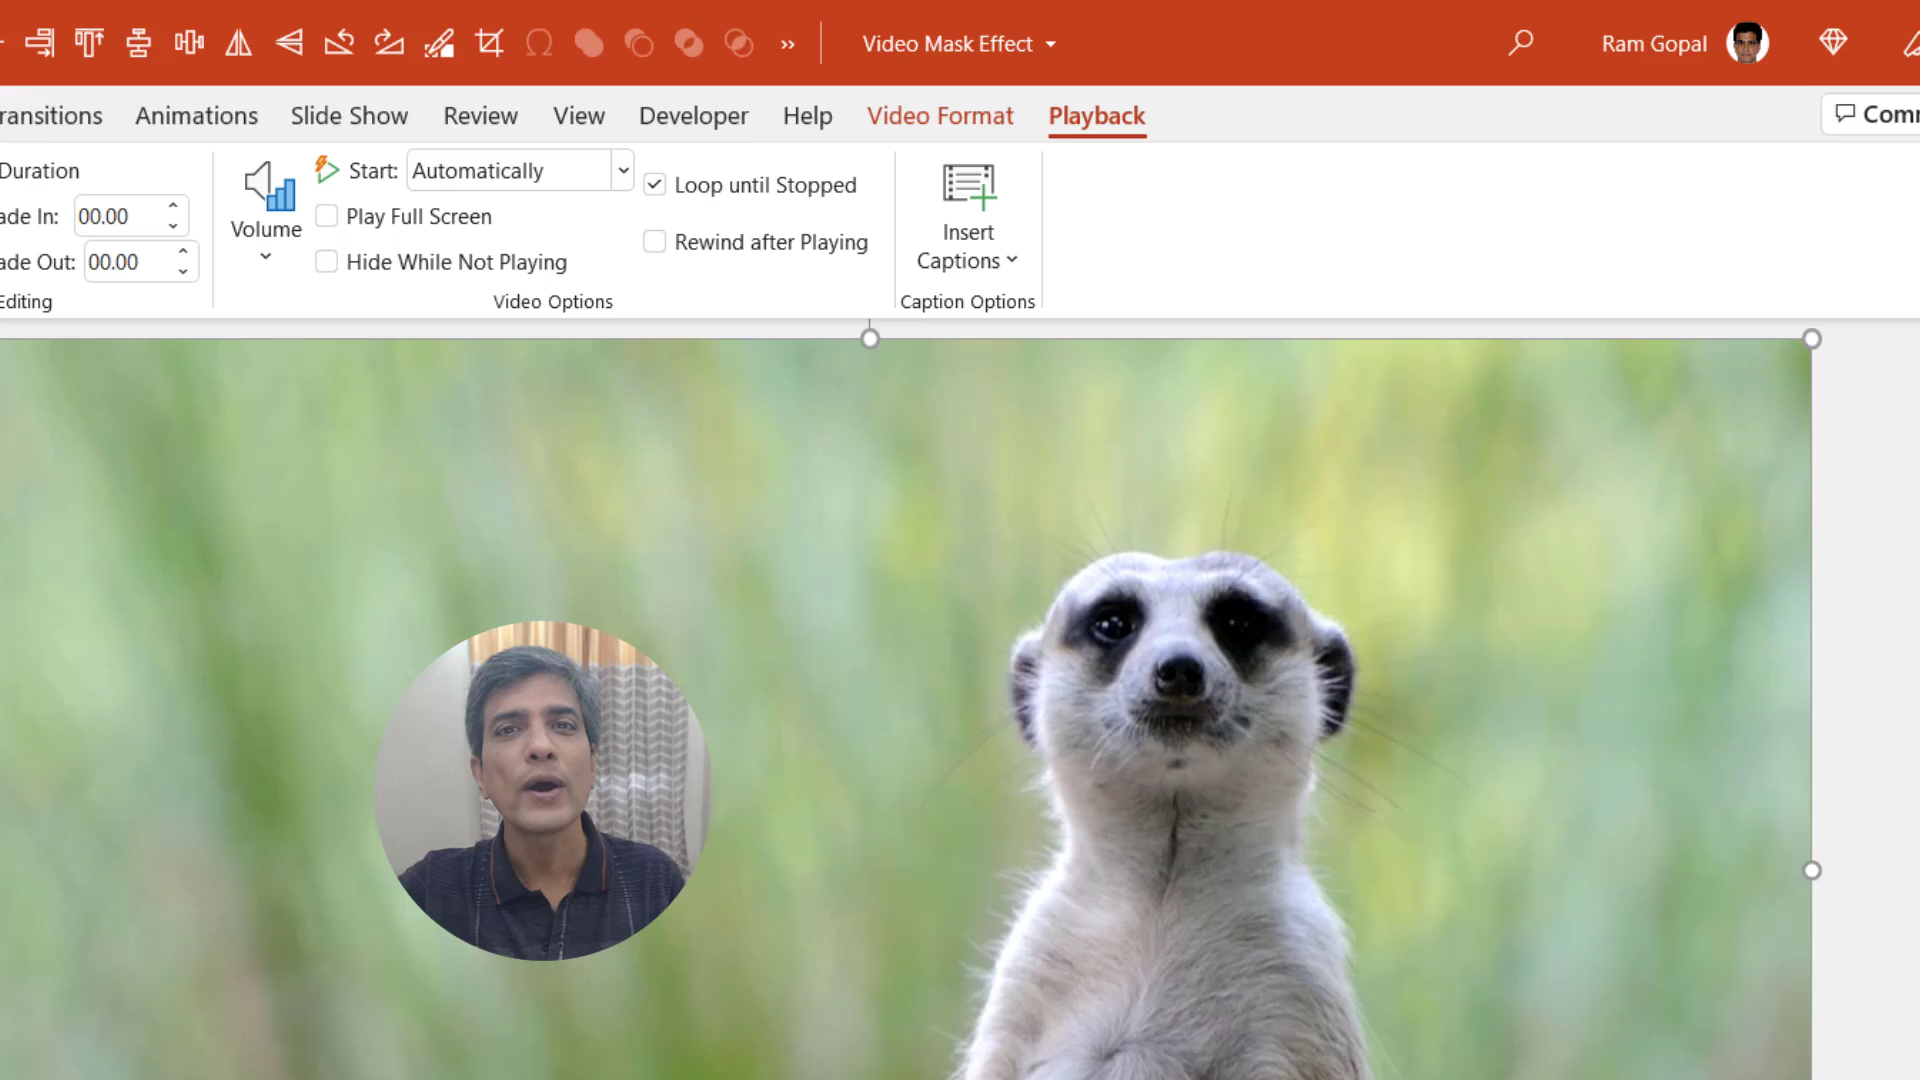 Video Mask Effect
Ram Gopal
ransitions Animations Slide Show Review View Developer Help Video Format Playback
Comm
Duration
ade In: 00.00
ade Out: 00.00
Editing
Volume
Start: Automatically
Play Full Screen
Hide While Not Playing
Loop until Stopped
Rewind after Playing
Video Options
Insert
Captions
Caption Options